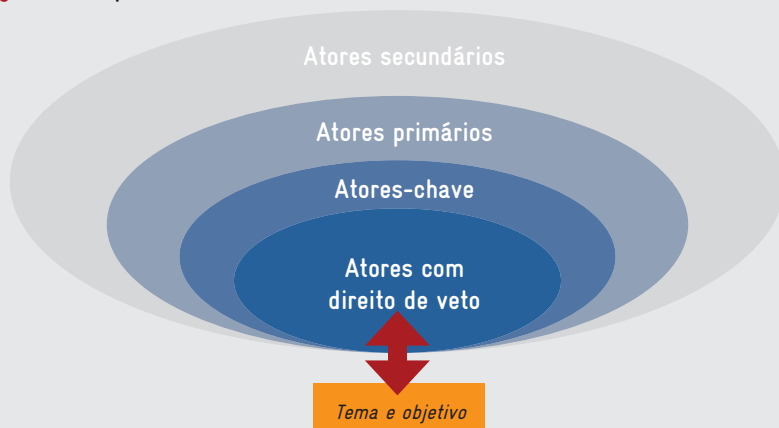 Atores secundários
Atores primários
Atores-chave
Atores com
direito de veto
Tema e objetivo